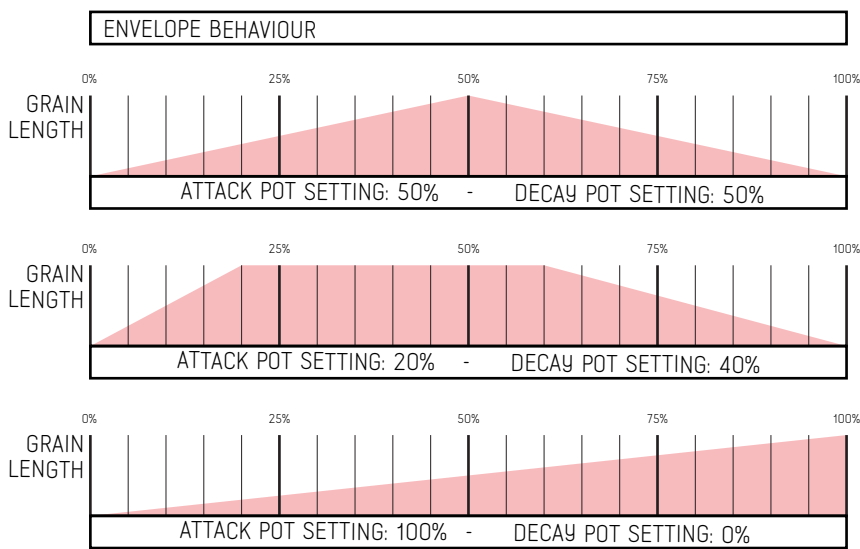 ENVELOPE BEHAVIOUR
0% 25% 50% 75% 100%
GRAIN
LENGTH
ATTACK POT SETTING: 50% - DECAY POT SETTING: 50%
0% 25% 50% 75% 100%
GRAIN
LENGTH
ATTACK POT SETTING: 20% - DECAY POT SETTING: 40%
0% 25% 50% 75% 100%
GRAIN
LENGTH
ATTACK POT SETTING: 100% - DECAY POT SETTING: 0%